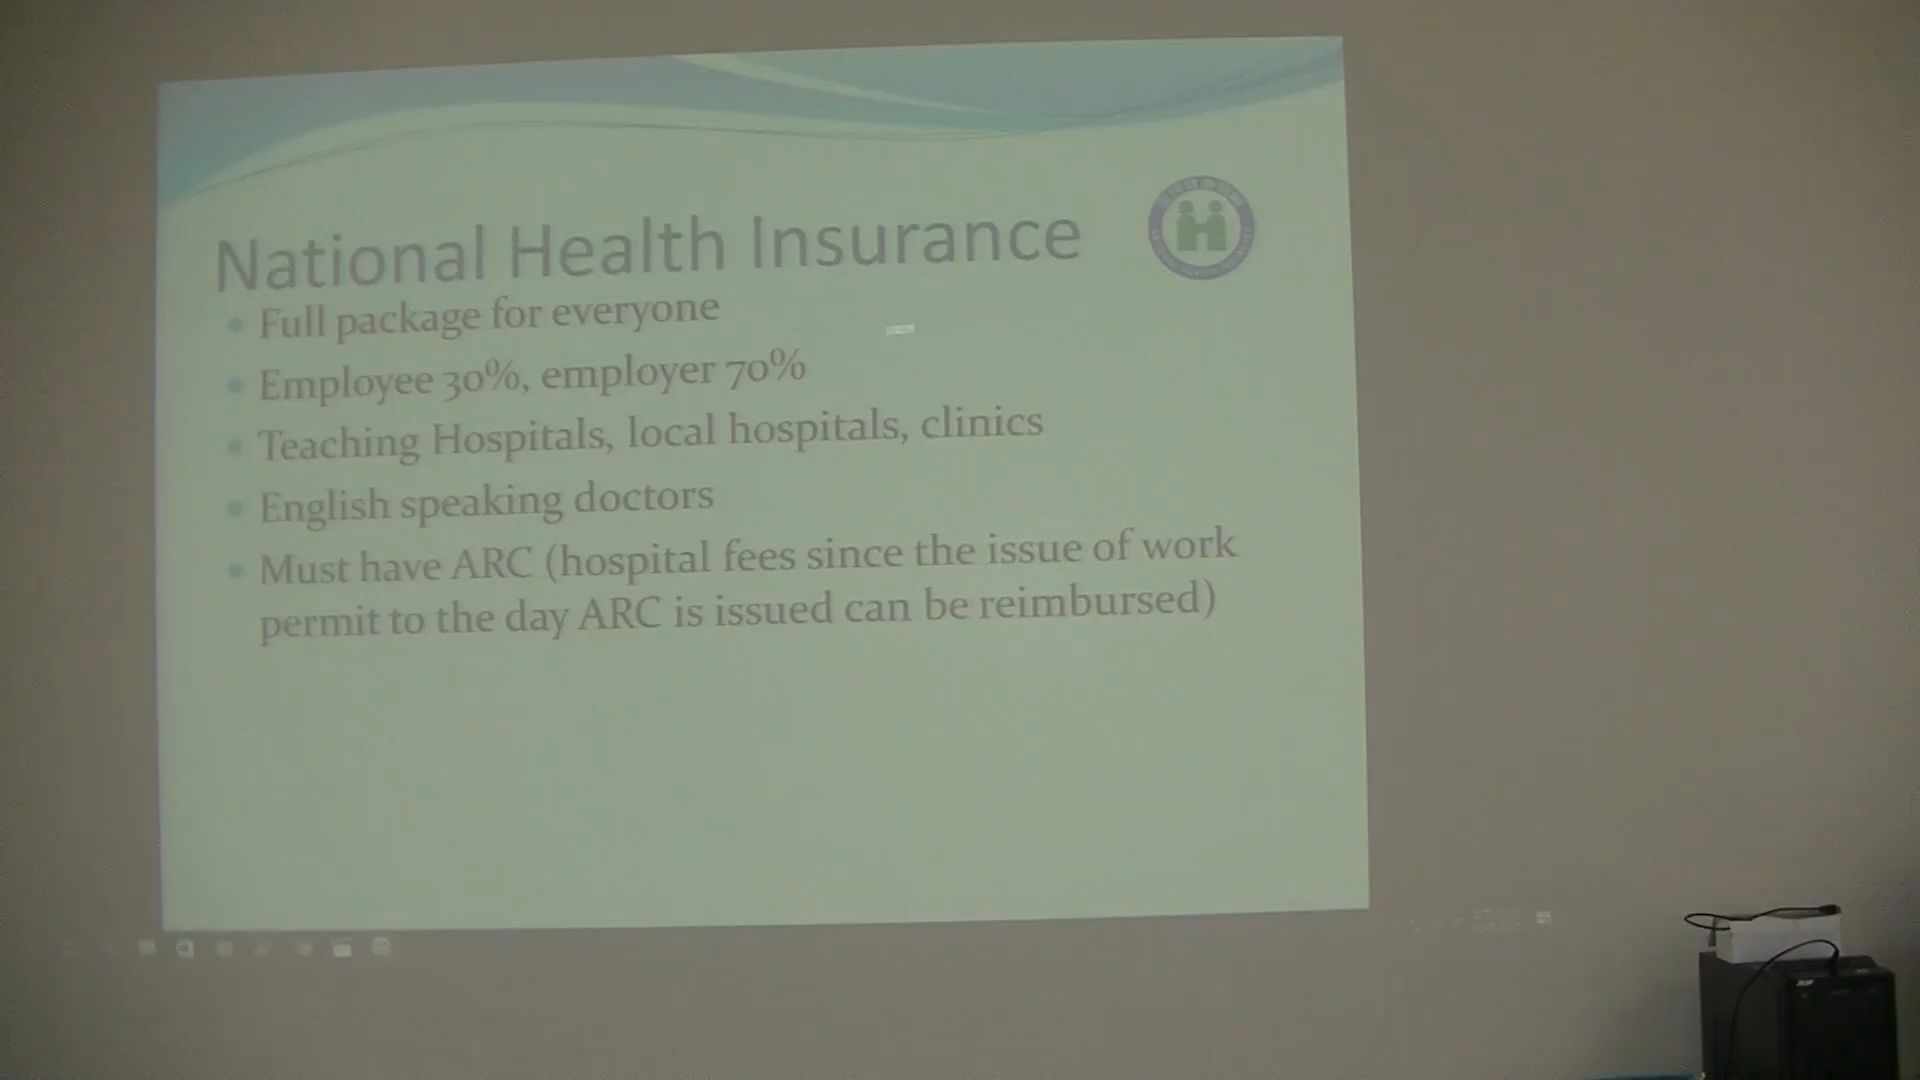 National Health Insurance
Full package for everyone
Employee 30%, employer 70%
Teaching Hospitals, local hospitals, clinics
English speaking doctors
Must have ARC (hospital fees since the issue of work
permit to the day ARC is issued can be reimbursed)
acer